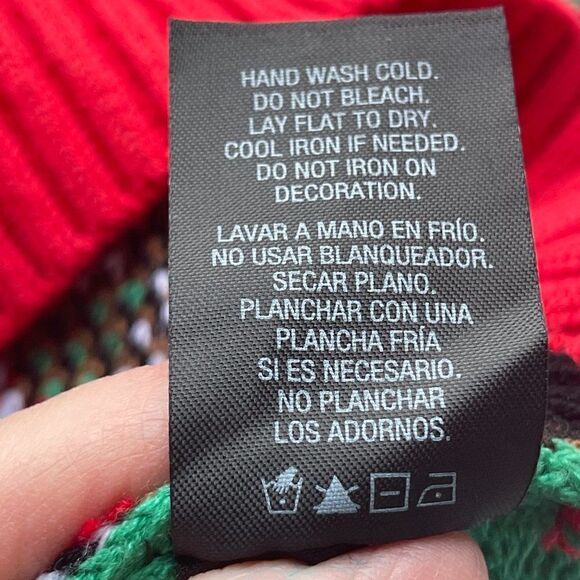 HAND WASH COLD.
DO NOT BLEACH.
LAY FLAT TO DRY.
COOL IRON IF NEEDED.
DO NOT IRON ON
DECORATION.
LAVAR A MANO EN FRÍO.
NO USAR BLANQUEADOR.
SECAR PLANO.
PLANCHAR CON UNA
PLANCHA FRÍA
SI ES NECESARIO.
NO PLANCHAR
LOS ADORNOS.